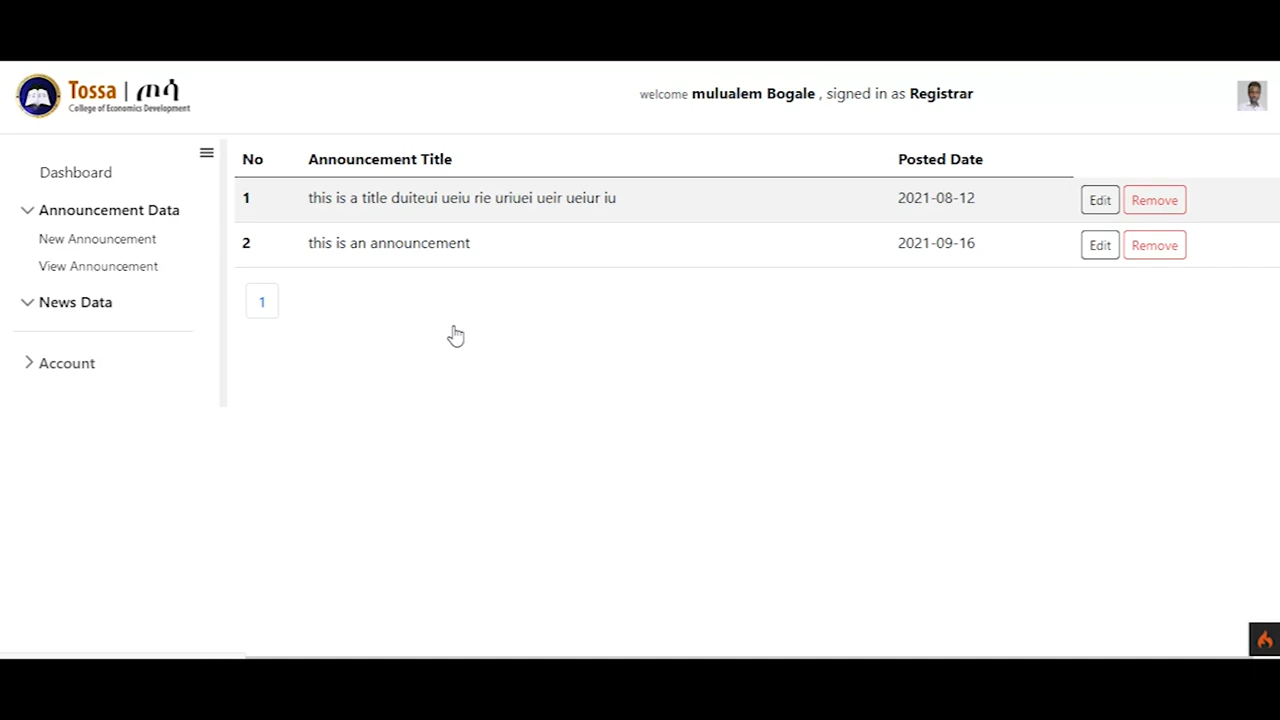 Tossa | ጠሳ
College of Economics Development
welcome mulualem Bogale , signed in as Registrar
Dashboard
Announcement Data
New Announcement
View Announcement
News Data
Account
No Announcement Title Posted Date
1 this is a title duiteui ueiu rie uriuei ueir ueiur iu 2021-08-12 Edit Remove
2 this is an announcement 2021-09-16 Edit Remove
1